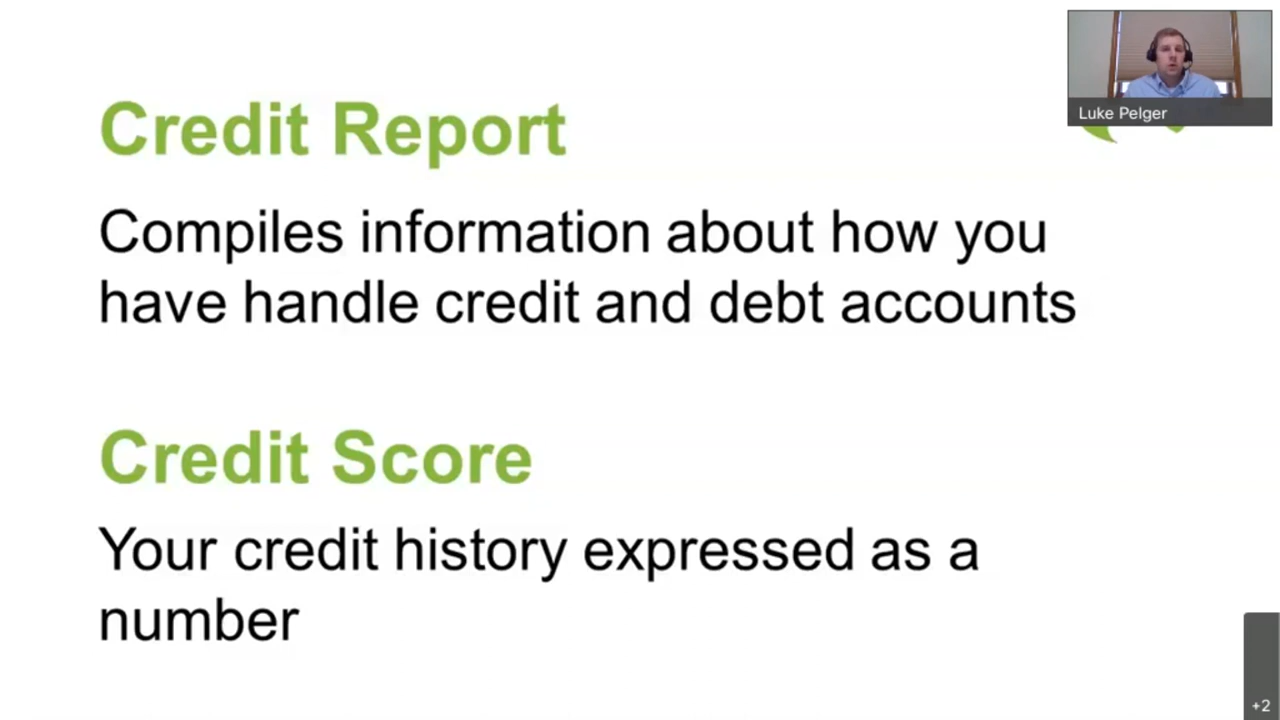 Credit Report
Compiles information about how you
have handle credit and debt accounts
Credit Score
Your credit history expressed as a
number
Luke Pelger
+2